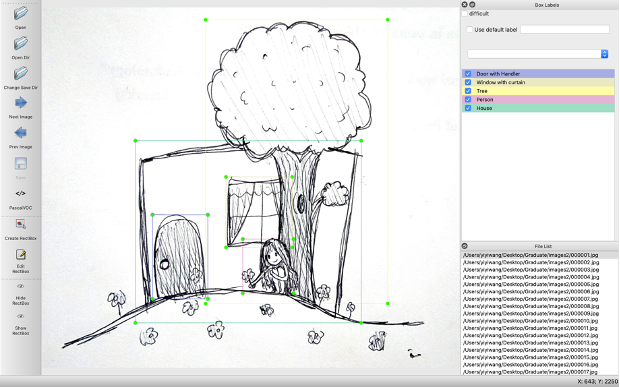 Open
Open Dir
Change Save Dir
Next Image
Prev Image
</>
PascalVOC
Create RectBox
Edit
RectBox
Hide
RectBox
Show
RectBox
Box Labels
difficult
Use default label
Door with Handler
Window with curtain
Tree
Person
House
File List
/Users/yiyiwang/Desktop/Graduate/images2/000001.jpg
/Users/yiyiwang/Desktop/Graduate/images2/000002.jpg
/Users/yiyiwang/Desktop/Graduate/images2/000003.jpg
/Users/yiyiwang/Desktop/Graduate/images2/000004.jpg
/Users/yiyiwang/Desktop/Graduate/images2/000005.jpg
/Users/yiyiwang/Desktop/Graduate/images2/000006.jpg
/Users/yiyiwang/Desktop/Graduate/images2/000007.jpg
/Users/yiyiwang/Desktop/Graduate/images2/000008.jpg
/Users/yiyiwang/Desktop/Graduate/images2/000009.jpg
/Users/yiyiwang/Desktop/Graduate/images2/000010.jpg
/Users/yiyiwang/Desktop/Graduate/images2/000011.jpg
/Users/yiyiwang/Desktop/Graduate/images2/000012.jpg
/Users/yiyiwang/Desktop/Graduate/images2/000013.jpg
/Users/yiyiwang/Desktop/Graduate/images2/000014.jpg
/Users/yiyiwang/Desktop/Graduate/images2/000015.jpg
/Users/yiyiwang/Desktop/Graduate/images2/000016.jpg
/Users/yiyiwang/Desktop/Graduate/images2/000017.jpg
X: 643; Y: 2250